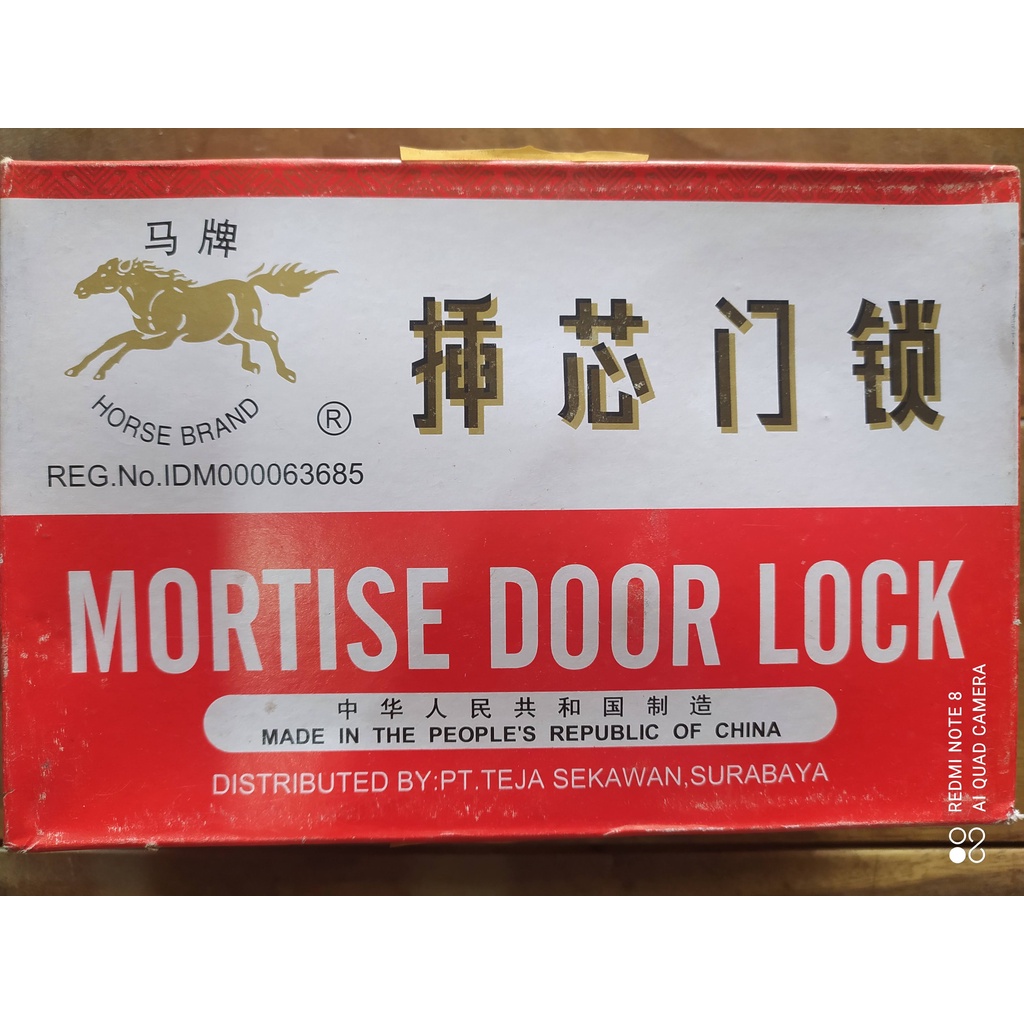 马牌
HORSE BRAND
®
REG.No.IDM000063685
挿芯门锁
MORTISE DOOR LOCK
中华人民共和国制造
MADE IN THE PEOPLE'S REPUBLIC OF CHINA
DISTRIBUTED BY:PT.TEJA SEKAWAN,SURABAYA
REDMI NOTE 8
AI QUAD CAMERA